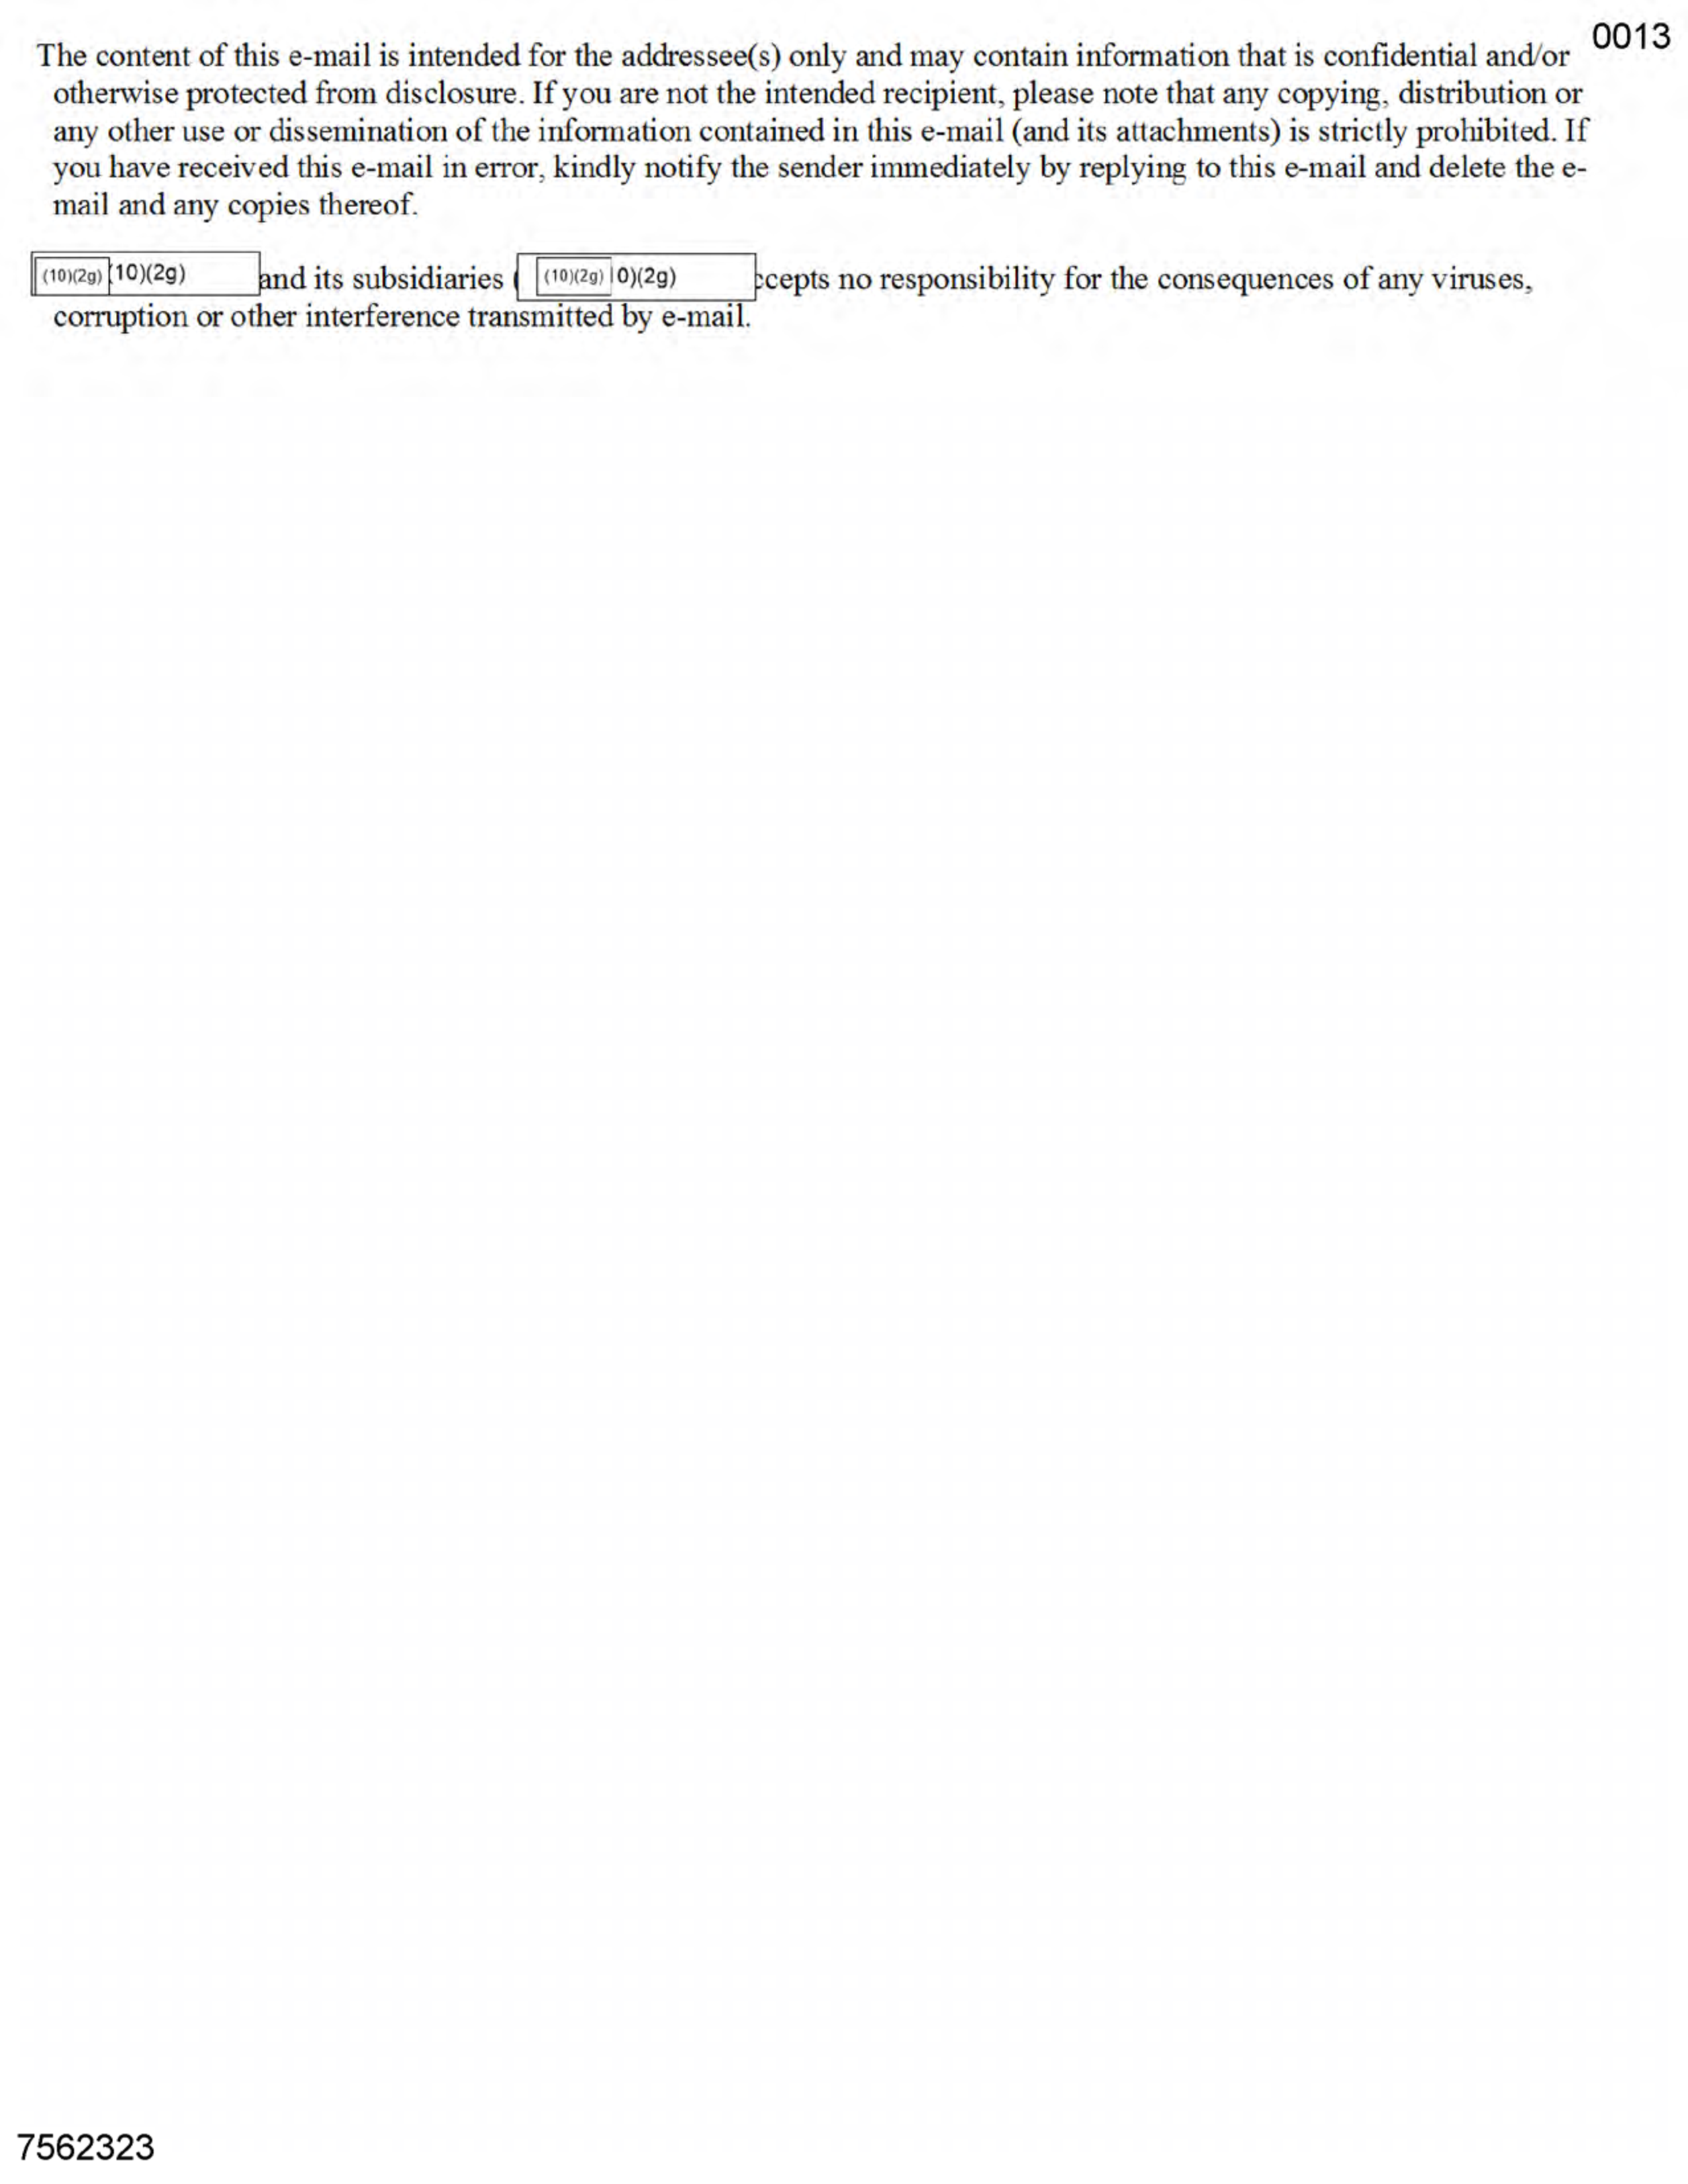 0013
The content of this e-mail is intended for the addressee(s) only and may contain information that is confidential and/or
otherwise protected from disclosure. If you are not the intended recipient, please note that any copying, distribution or
any other use or dissemination of the information contained in this e-mail (and its attachments) is strictly prohibited. If
you have received this e-mail in error, kindly notify the sender immediately by replying to this e-mail and delete the e-
mail and any copies thereof.
(10)(2g) 10)(2g) and its subsidiaries ( (10)(2g) 0)(2g) ccepts no responsibility for the consequences of any viruses,
corruption or other interference transmitted by e-mail.
7562323